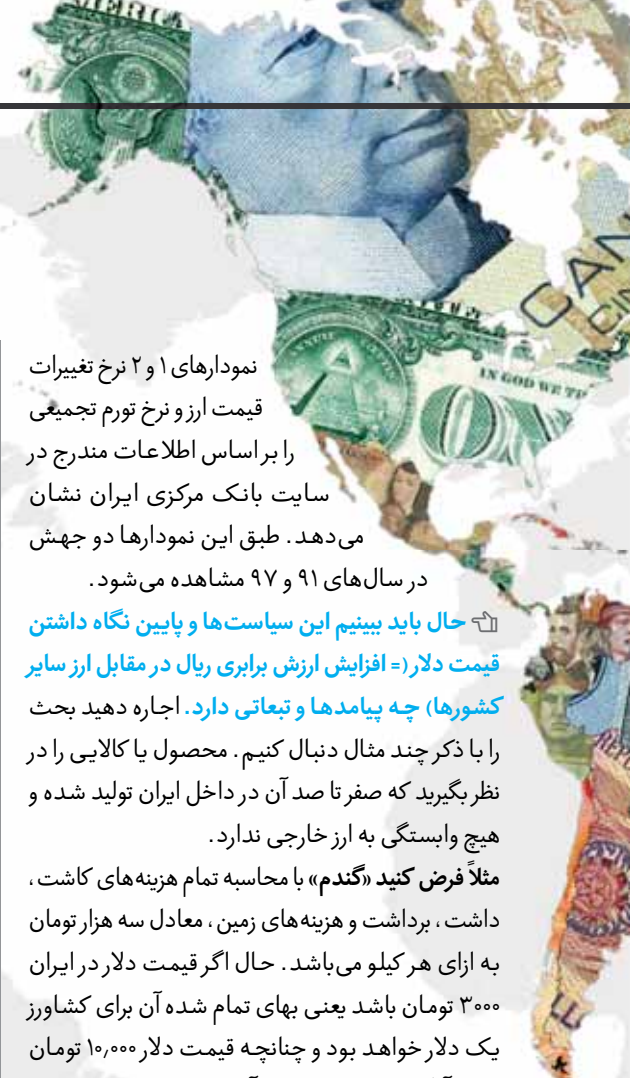 MERICA
CAN
CIN
IN GOD WE TR
ON
نمودارهای ۱ و ۲ نرخ تغییرات
قیمت ارز و نرخ تورم تجمیعی
را بر اساس اطلاعات مندرج در
سایت بانک مرکزی ایران نشان
می‌دهد. طبق این نمودارها دو جهش
در سال‌های ۹۱ و ۹۷ مشاهده می‌شود.
حال باید ببینیم این سیاست‌ها و پایین نگاه داشتن
قیمت دلار (= افزایش ارزش برابری ریال در مقابل ارز سایر
کشورها) چه پیامدها و تبعاتی دارد. اجاره دهید بحث
را با ذکر چند مثال دنبال کنیم. محصول یا کالایی را در
نظر بگیرید که صفر تا صد آن در داخل ایران تولید شده و
هیچ وابستگی به ارز خارجی ندارد.
مثلاً فرض کنید «گندم» با محاسبه تمام هزینه‌های کاشت،
داشت، برداشت و هزینه‌های زمین، معادل سه هزار تومان
به ازای هر کیلو می‌باشد. حال اگر قیمت دلار در ایران
۳۰۰۰ تومان باشد یعنی بهای تمام شده آن برای کشاورز
یک دلار خواهد بود و چنانچه قیمت دلار ۱۰٫۰۰۰ تومان